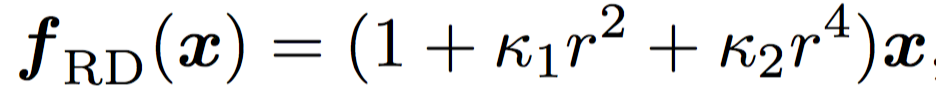 𝒇_RD(𝒙) = (1 + κ₁r² + κ₂r⁴)𝒙,